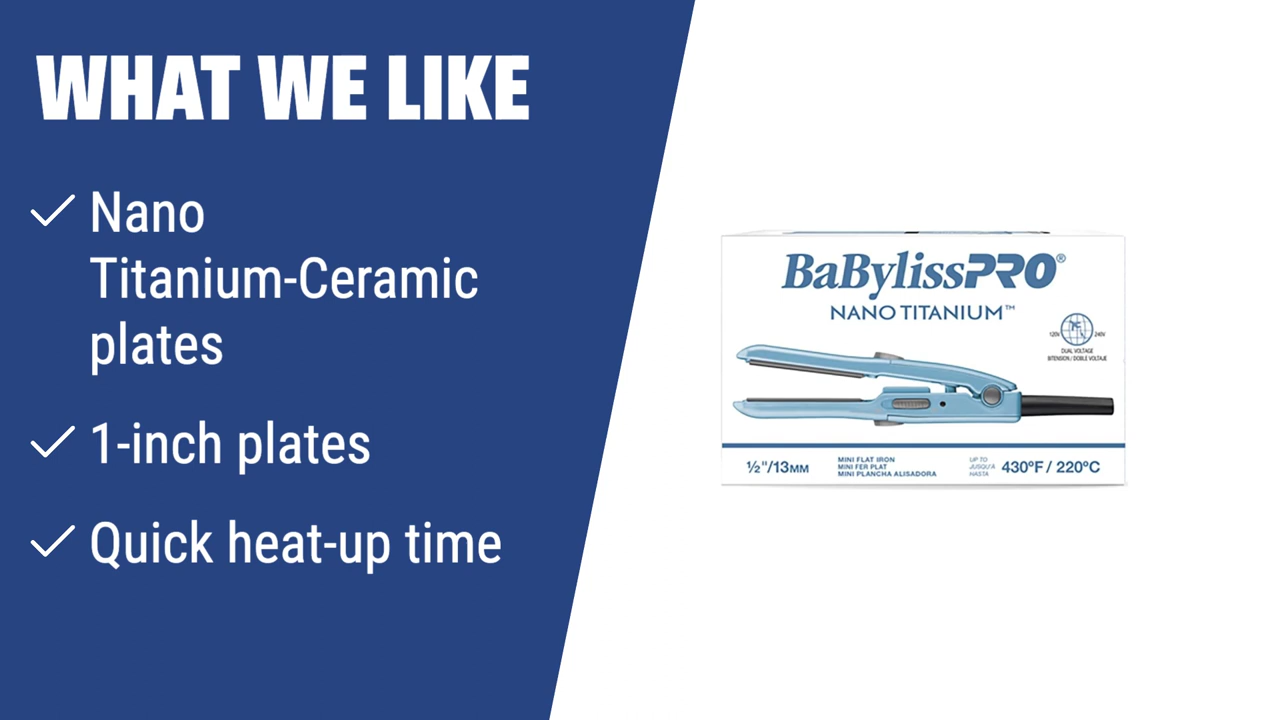 WHAT WE LIKE
Nano
Titanium-Ceramic
plates
1-inch plates
Quick heat-up time
BaBylissPRO®
NANO TITANIUM™
120V 240V
DUAL VOLTAGE
BITENSION / DOBLE VOLTAJE
½"/13MM
MINI FLAT IRON
MINI FER PLAT
MINI PLANCHA ALISADORA
UP TO
JUSQU'A
HASTA
430ºF / 220ºC